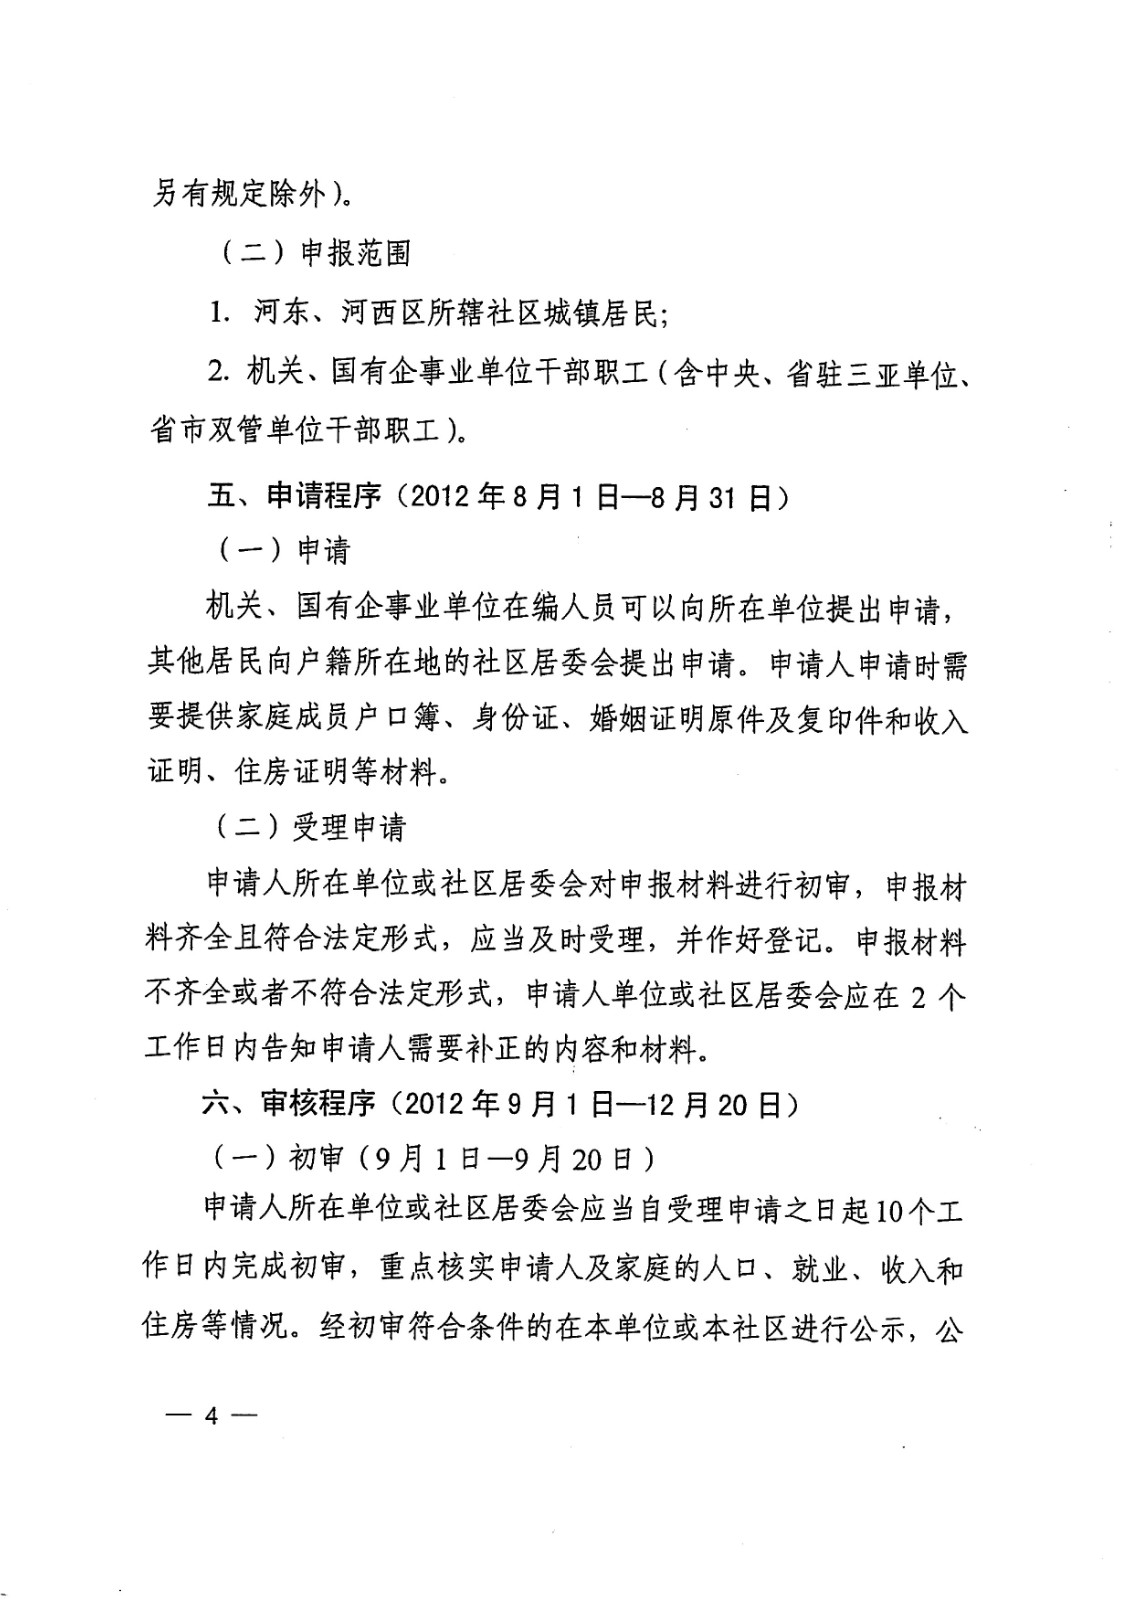 另有规定除外）。
（二）申报范围
1. 河东、河西区所辖社区城镇居民；
2. 机关、国有企事业单位干部职工（含中央、省驻三亚单位、
省市双管单位干部职工）。
五、申请程序（2012 年 8 月 1 日—8 月 31 日）
（一）申请
机关、国有企事业单位在编人员可以向所在单位提出申请，
其他居民向户籍所在地的社区居委会提出申请。申请人申请时需
要提供家庭成员户口簿、身份证、婚姻证明原件及复印件和收入
证明、住房证明等材料。
（二）受理申请
申请人所在单位或社区居委会对申报材料进行初审，申报材
料齐全且符合法定形式，应当及时受理，并作好登记。申报材料
不齐全或者不符合法定形式，申请人单位或社区居委会应在 2 个
工作日内告知申请人需要补正的内容和材料。
六、审核程序（2012 年 9 月 1 日—12 月 20 日）
（一）初审（9 月 1 日—9 月 20 日）
申请人所在单位或社区居委会应当自受理申请之日起 10 个工
作日内完成初审，重点核实申请人及家庭的人口、就业、收入和
住房等情况。经初审符合条件的在本单位或本社区进行公示，公
— 4 —